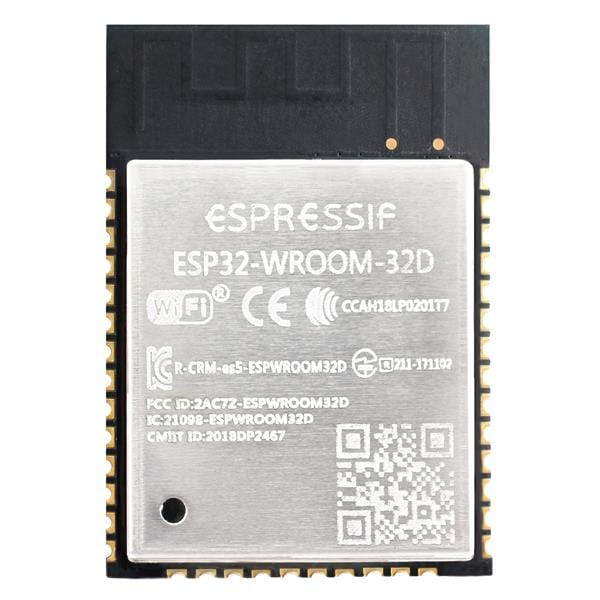 ESPRESSIF
ESP32-WROOM-32D
WiFi ® CE CCAH18LP0201T7
R-CRM-es5-ESPWROOM32D R 211-171102
FCC ID:2AC7Z-ESPWROOM32D
IC:21098-ESPWROOM32D
CMIIT ID:2018DP2467